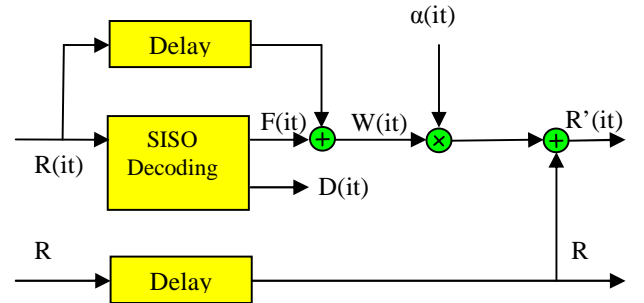 α(it)
Delay
F(it)
W(it)
R'(it)
+
×
+
SISO
Decoding
R(it)
D(it)
R
R
Delay